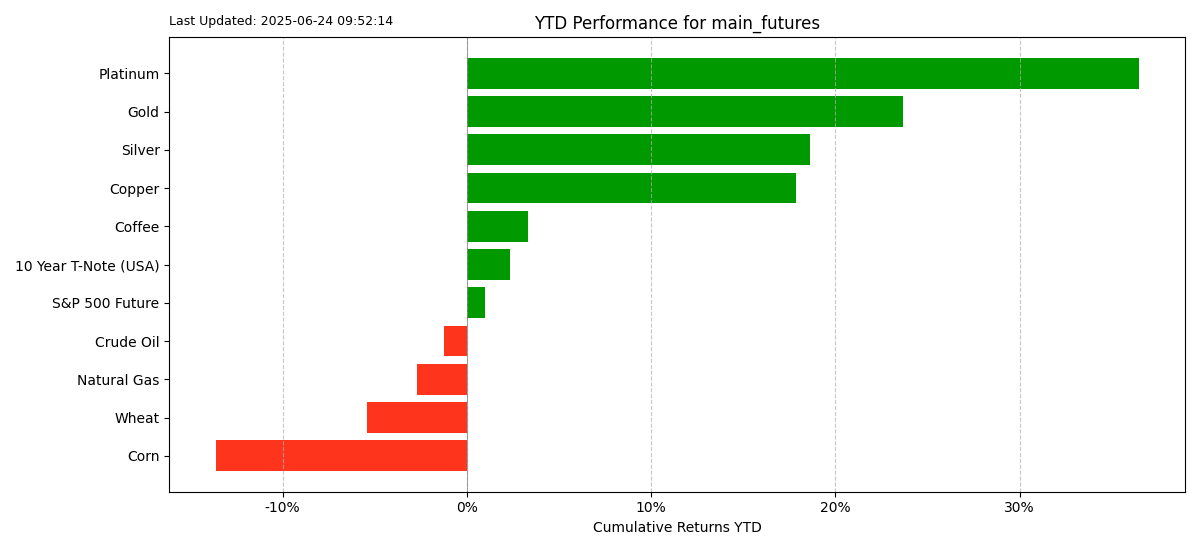 Last Updated: 2025-06-24 09:52:14
YTD Performance for main_futures
Platinum
Gold
Silver
Copper
Coffee
10 Year T-Note (USA)
S&P 500 Future
Crude Oil
Natural Gas
Wheat
Corn
-10%
0%
10%
20%
30%
Cumulative Returns YTD